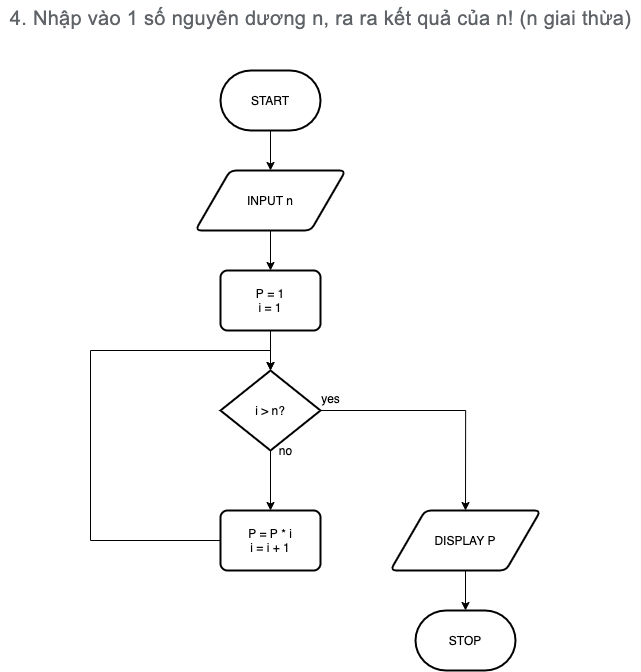 4. Nhập vào 1 số nguyên dương n, ra ra kết quả của n! (n giai thừa)
START
INPUT n
P = 1
i = 1
i > n?
yes
no
P = P * i
i = i + 1
DISPLAY P
STOP